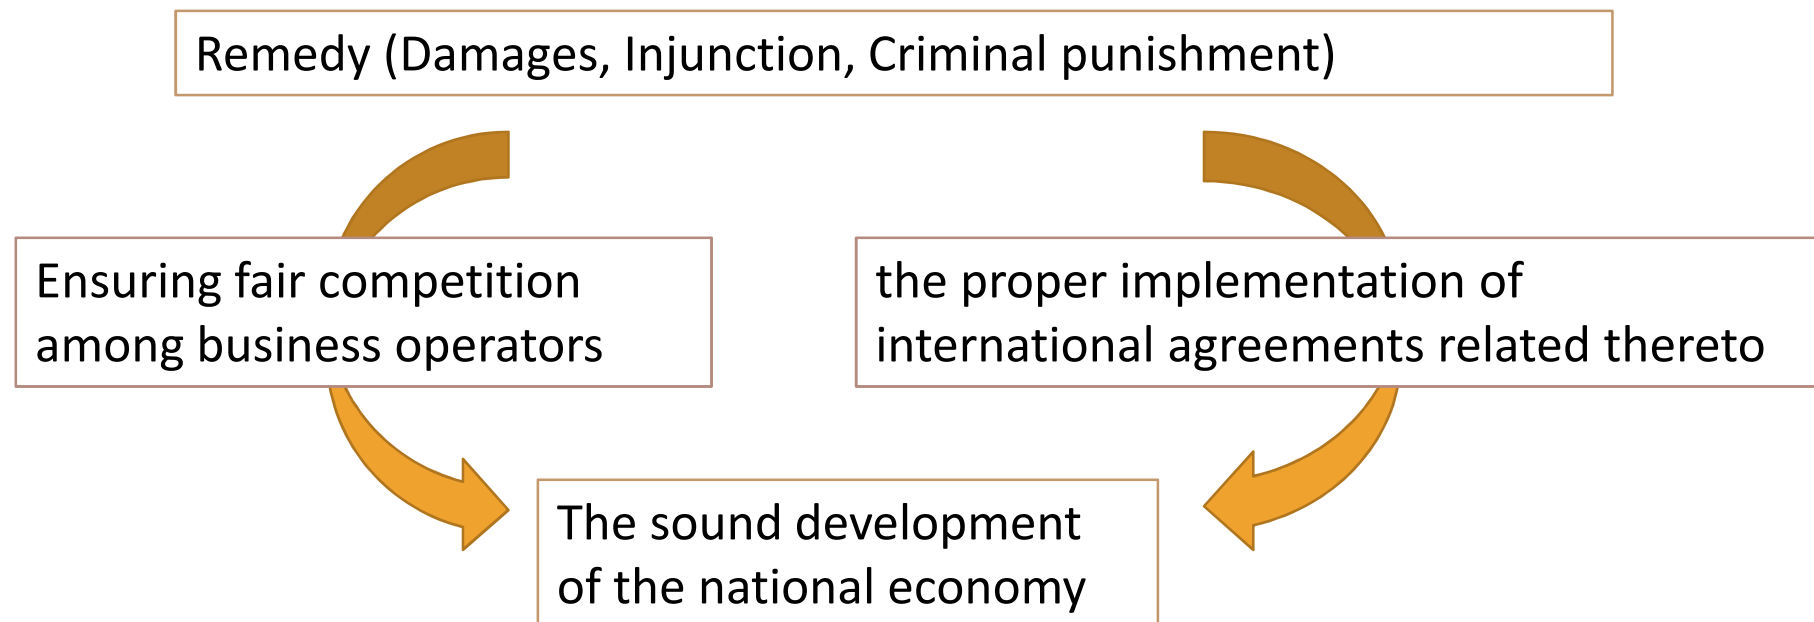 Remedy (Damages, Injunction, Criminal punishment)
Ensuring fair competition
among business operators
the proper implementation of
international agreements related thereto
The sound development
of the national economy